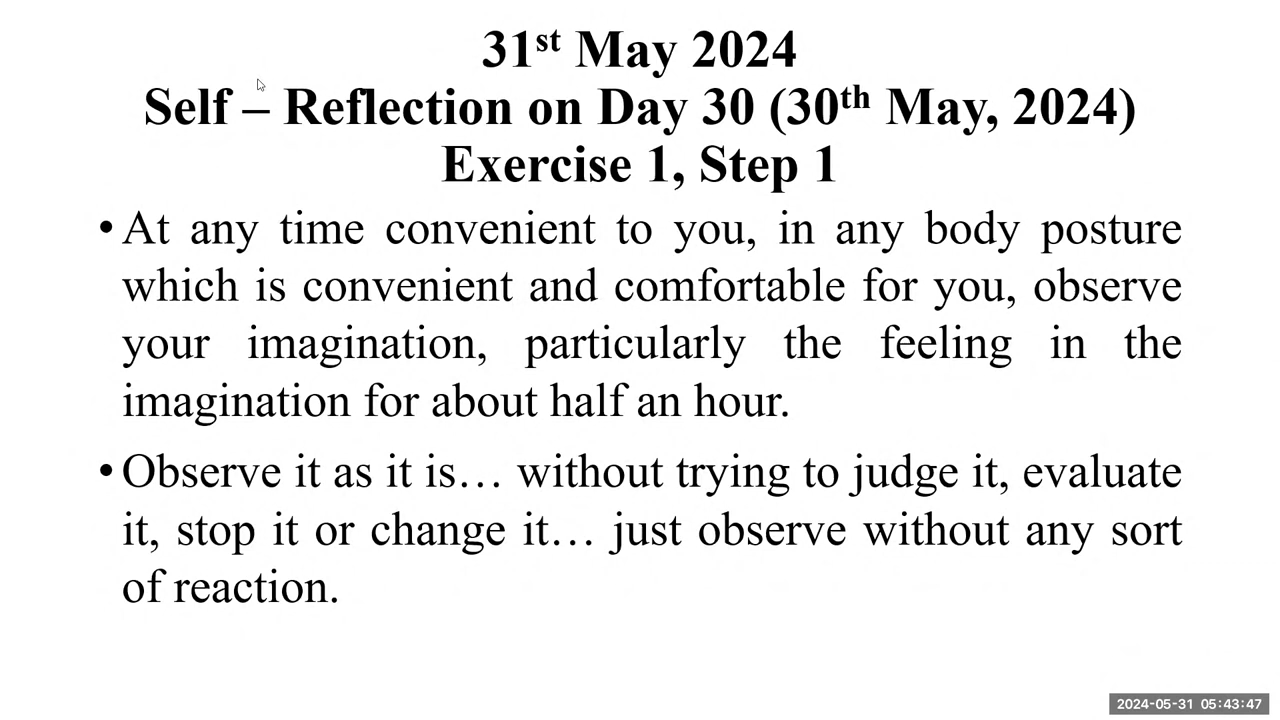 31st May 2024
Self – Reflection on Day 30 (30th May, 2024)
Exercise 1, Step 1
• At any time convenient to you, in any body posture
which is convenient and comfortable for you, observe
your imagination, particularly the feeling in the
imagination for about half an hour.
• Observe it as it is… without trying to judge it, evaluate
it, stop it or change it… just observe without any sort
of reaction.
2024-05-31 05:43:47